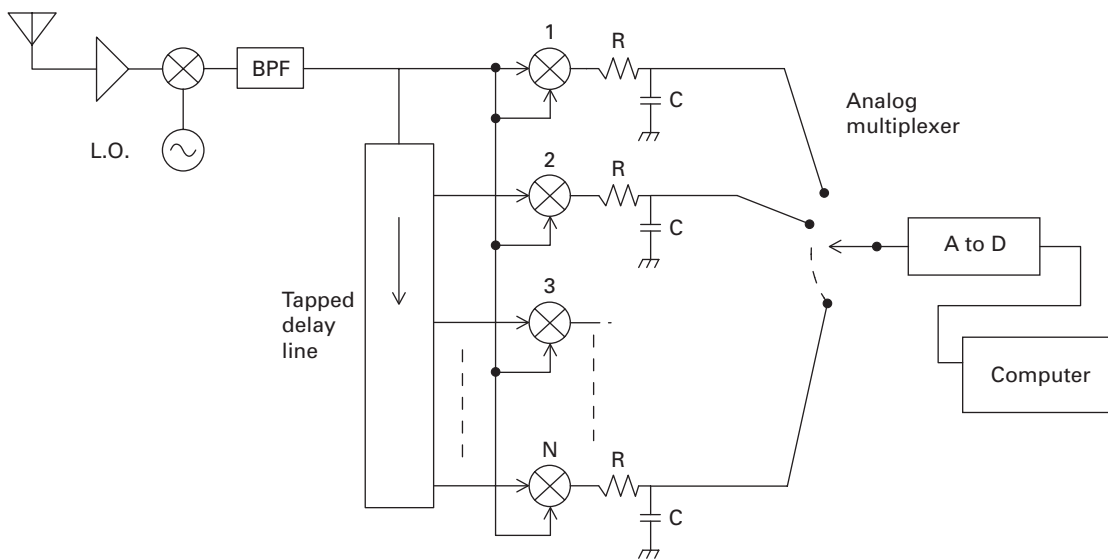 1
R
BPF
C
Analog
multiplexer
L.O.
2
R
C
A to D
3
Tapped
delay
line
Computer
N
R
C